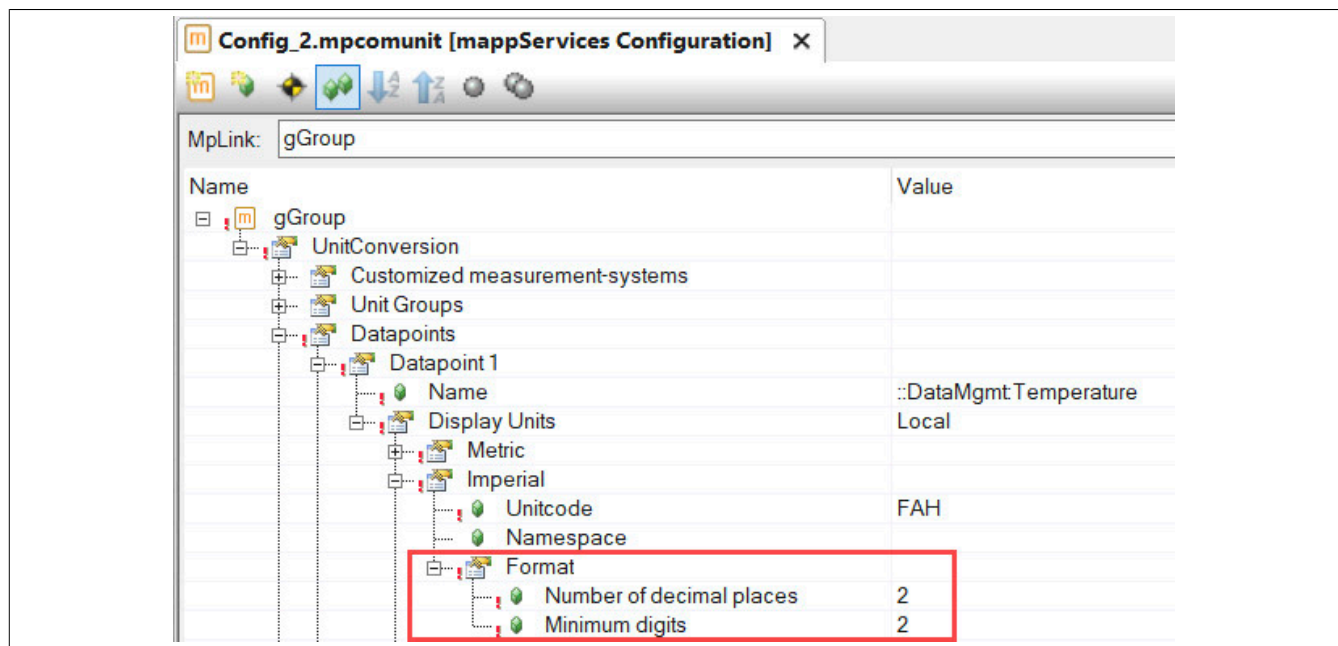 Config_2.mpcomunit [mappServices Configuration]
MpLink: gGroup
Name Value
gGroup
UnitConversion
Customized measurement-systems
Unit Groups
Datapoints
Datapoint 1
Name ::DataMgmt:Temperature
Display Units Local
Metric
Imperial
Unitcode FAH
Namespace
Format
Number of decimal places 2
Minimum digits 2